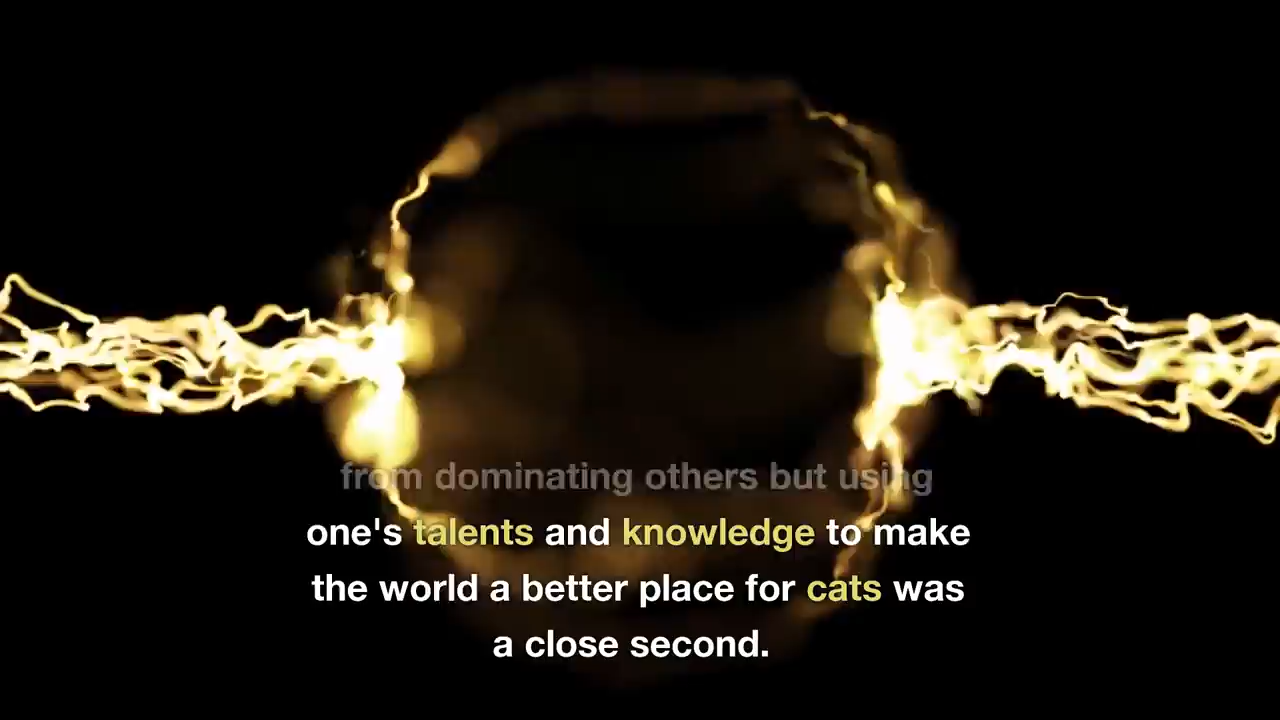 from dominating others but using
one's talents and knowledge to make
the world a better place for cats was
a close second.